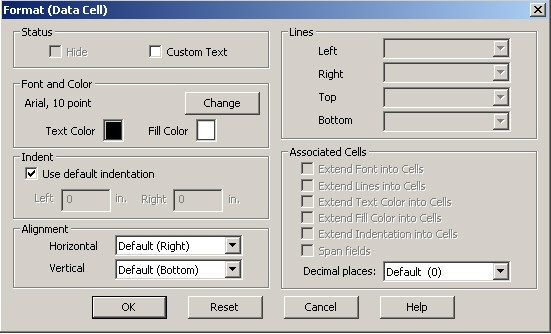 Format (Data Cell)
Status
Hide
Custom Text
Font and Color
Arial, 10 point
Change
Text Color
Fill Color
Indent
Use default indentation
Left 0 in. Right 0 in.
Alignment
Horizontal Default (Right)
Vertical Default (Bottom)
Lines
Left
Right
Top
Bottom
Associated Cells
Extend Font into Cells
Extend Lines into Cells
Extend Text Color into Cells
Extend Fill Color into Cells
Extend Indentation into Cells
Span fields
Decimal places: Default (0)
OK Reset Cancel Help